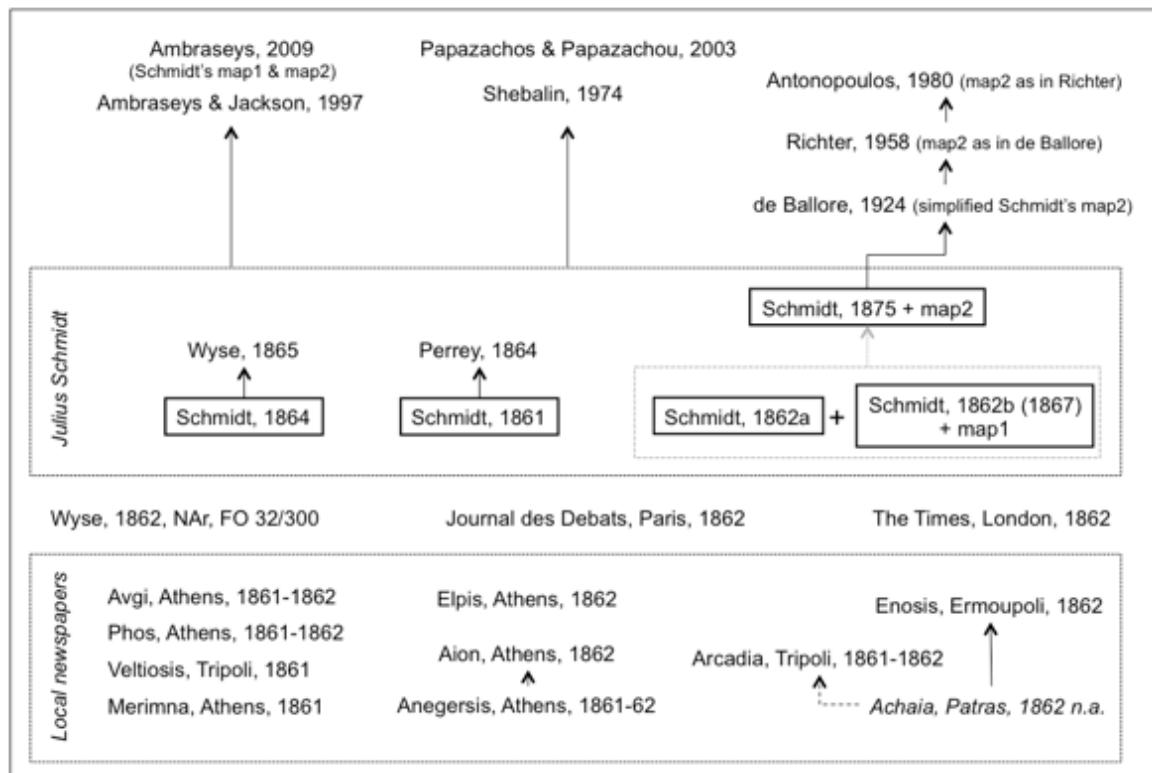 Ambraseys, 2009
(Schmidt's map1 & map2)
Ambraseys & Jackson, 1997
Papazachos & Papazachou, 2003
Shebalin, 1974
Antonopoulos, 1980 (map2 as in Richter)
Richter, 1958 (map2 as in de Ballore)
de Ballore, 1924 (simplified Schmidt's map2)
Julius Schmidt
Schmidt, 1875 + map2
Wyse, 1865
Perrey, 1864
Schmidt, 1864
Schmidt, 1861
Schmidt, 1862a
+
Schmidt, 1862b (1867)
+ map1
Wyse, 1862, NAr, FO 32/300
Journal des Debats, Paris, 1862
The Times, London, 1862
Local newspapers
Avgi, Athens, 1861-1862
Phos, Athens, 1861-1862
Veltiosis, Tripoli, 1861
Merimna, Athens, 1861
Elpis, Athens, 1862
Aion, Athens, 1862
Anegersis, Athens, 1861-62
Enosis, Ermoupoli, 1862
Arcadia, Tripoli, 1861-1862
Achaia, Patras, 1862 n.a.